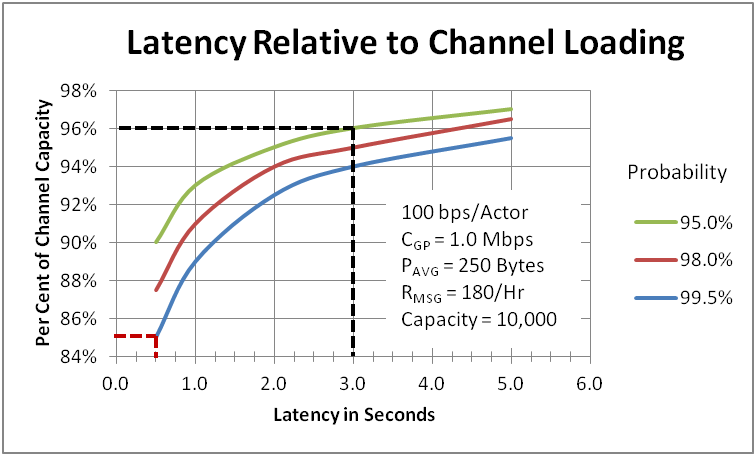 Latency Relative to Channel Loading
Per Cent of Channel Capacity
98%
96%
94%
92%
90%
88%
86%
84%
0.0 1.0 2.0 3.0 4.0 5.0 6.0
Latency in Seconds
100 bps/Actor
CGP = 1.0 Mbps
PAVG = 250 Bytes
RMSG = 180/Hr
Capacity = 10,000
Probability
95.0%
98.0%
99.5%